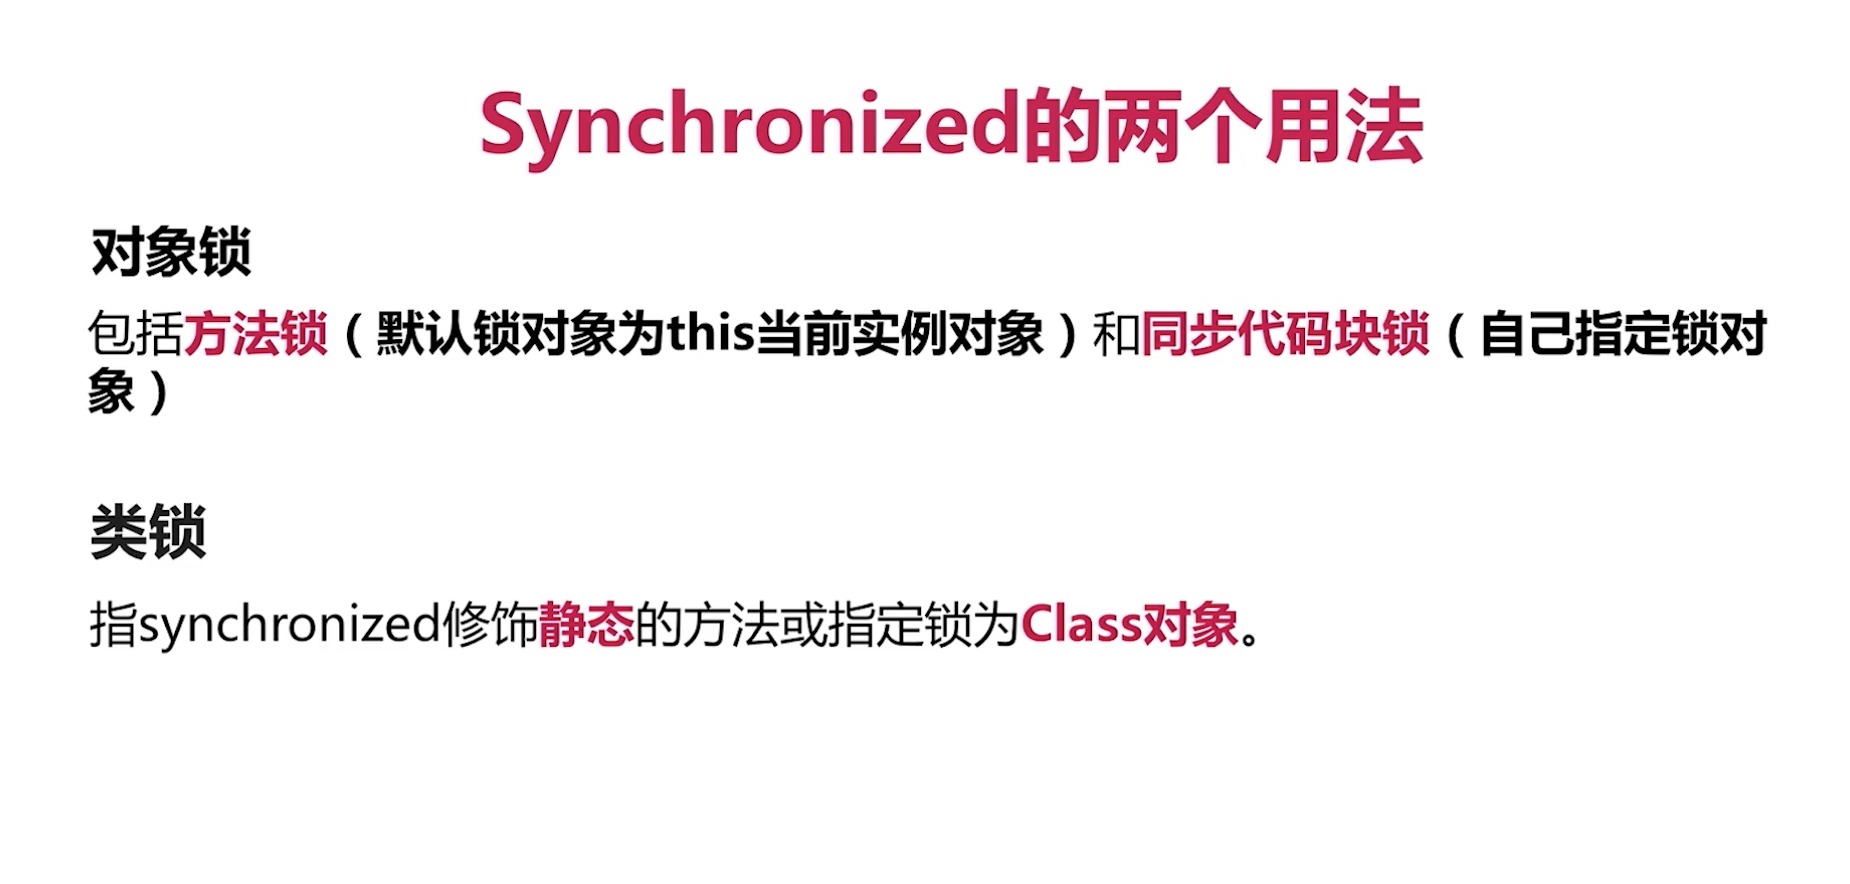 Synchronized的两个用法
对象锁
包括方法锁（默认锁对象为this当前实例对象）和同步代码块锁（自己指定锁对
象）
类锁
指synchronized修饰静态的方法或指定锁为Class对象。